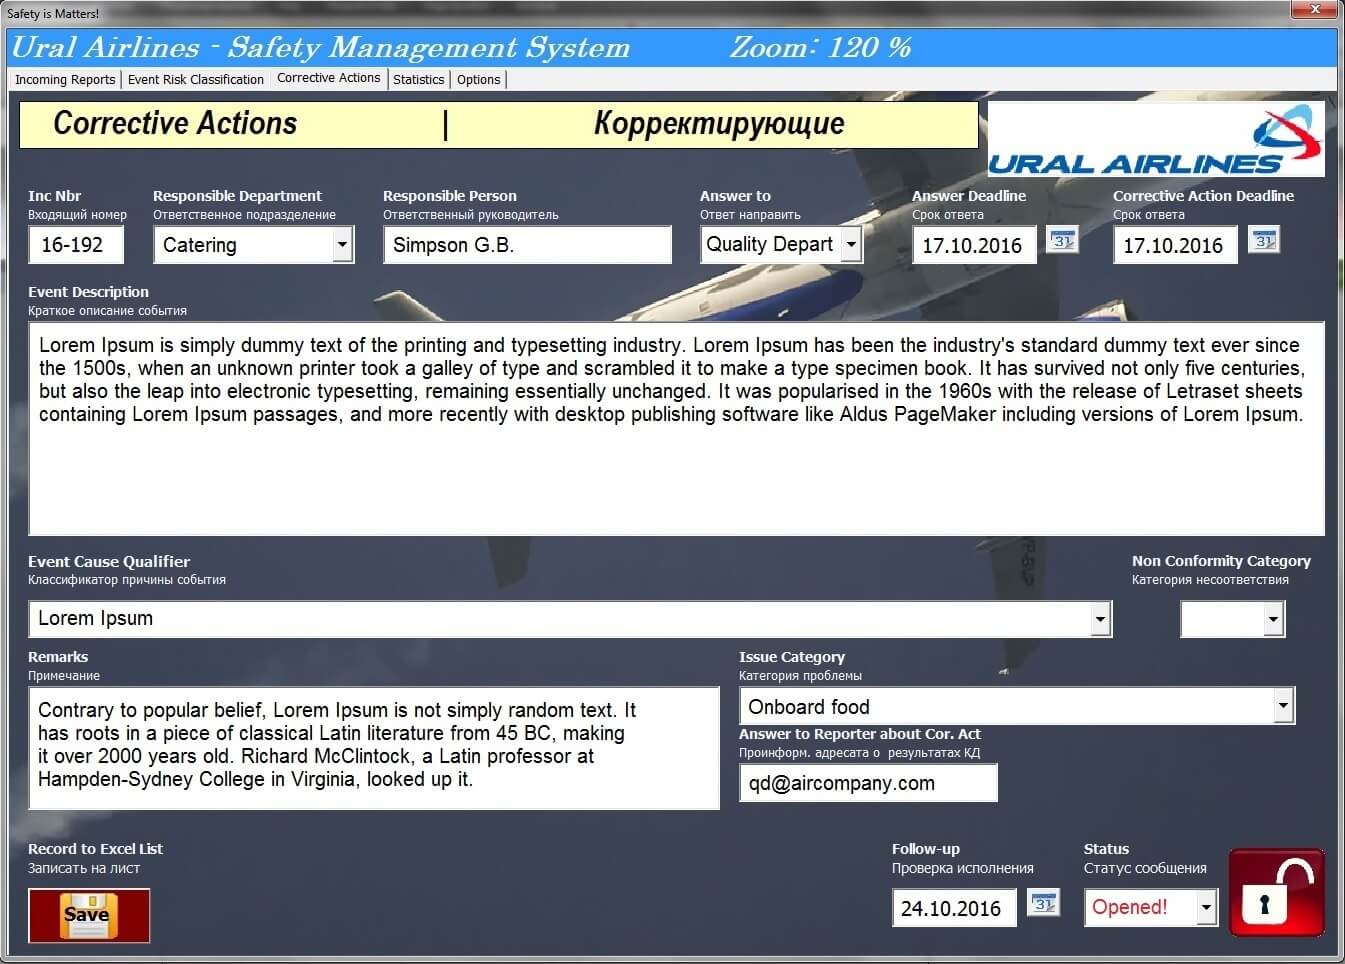 Safety is Matters!
Ural Airlines - Safety Management System Zoom: 120 %
Incoming Reports Event Risk Classification Corrective Actions Statistics Options
Corrective Actions | Корректирующие
URAL AIRLINES
Inc Nbr
Входящий номер
16-192
Responsible Department
Ответственное подразделение
Catering
Responsible Person
Ответственный руководитель
Simpson G.B.
Answer to
Ответ направить
Quality Depart
Answer Deadline
Срок ответа
17.10.2016
31
Corrective Action Deadline
Срок ответа
17.10.2016
31
Event Description
Краткое описание события
Lorem Ipsum is simply dummy text of the printing and typesetting industry. Lorem Ipsum has been the industry's standard dummy text ever since
the 1500s, when an unknown printer took a galley of type and scrambled it to make a type specimen book. It has survived not only five centuries,
but also the leap into electronic typesetting, remaining essentially unchanged. It was popularised in the 1960s with the release of Letraset sheets
containing Lorem Ipsum passages, and more recently with desktop publishing software like Aldus PageMaker including versions of Lorem Ipsum.
Event Cause Qualifier
Классификатор причины события
Lorem Ipsum
Non Conformity Category
Категория несоответствия
Remarks
Примечание
Contrary to popular belief, Lorem Ipsum is not simply random text. It
has roots in a piece of classical Latin literature from 45 BC, making
it over 2000 years old. Richard McClintock, a Latin professor at
Hampden-Sydney College in Virginia, looked up it.
Issue Category
Категория проблемы
Onboard food
Answer to Reporter about Cor. Act
Проинформ. адресата о результатах КД
qd@aircompany.com
Record to Excel List
Записать на лист
Save
Follow-up
Проверка исполнения
24.10.2016
31
Status
Статус сообщения
Opened!